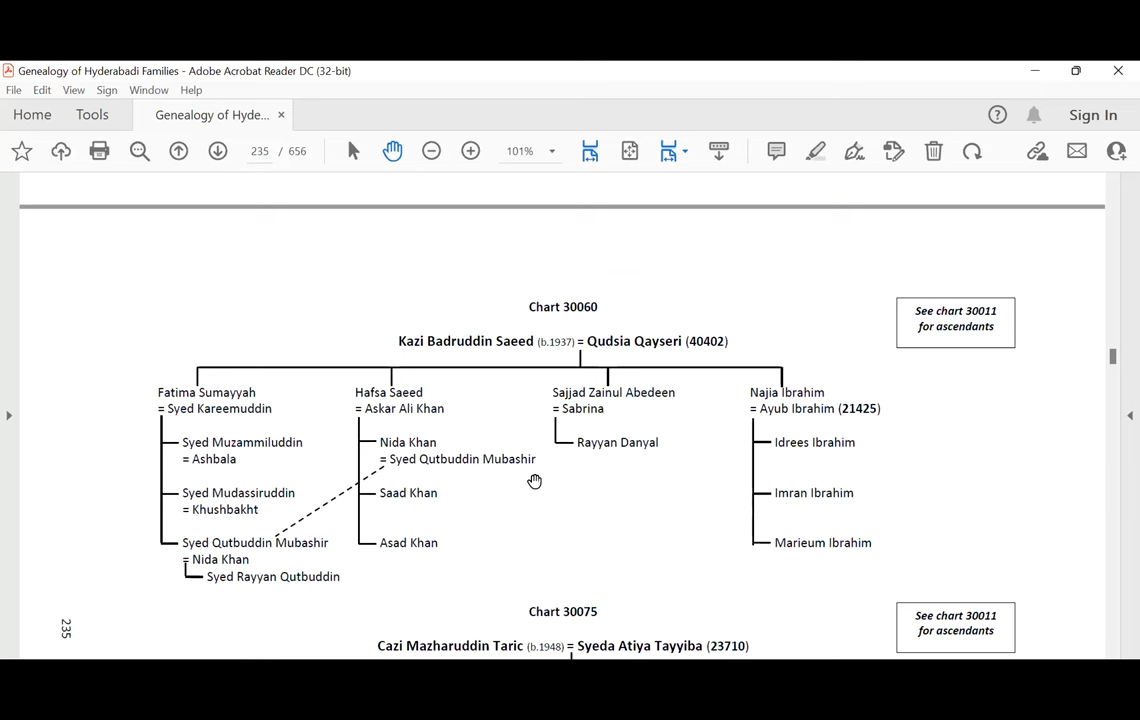 Genealogy of Hyderabadi Families - Adobe Acrobat Reader DC (32-bit)
File Edit View Sign Window Help
Home Tools Genealogy of Hyde... × Sign In
235 / 656 101%
Chart 30060
See chart 30011
for ascendants
Kazi Badruddin Saeed (b.1937) = Qudsia Qayseri (40402)
Fatima Sumayyah
= Syed Kareemuddin
Syed Muzammiluddin
= Ashbala
Syed Mudassiruddin
= Khushbakht
Syed Qutbuddin Mubashir
= Nida Khan
Syed Rayyan Qutbuddin
Hafsa Saeed
= Askar Ali Khan
Nida Khan
= Syed Qutbuddin Mubashir
Saad Khan
Asad Khan
Sajjad Zainul Abedeen
= Sabrina
Rayyan Danyal
Najia Ibrahim
= Ayub Ibrahim (21425)
Idrees Ibrahim
Imran Ibrahim
Marieum Ibrahim
235
Chart 30075
See chart 30011
for ascendants
Cazi Mazharuddin Taric (b.1948) = Syeda Atiya Tayyiba (23710)